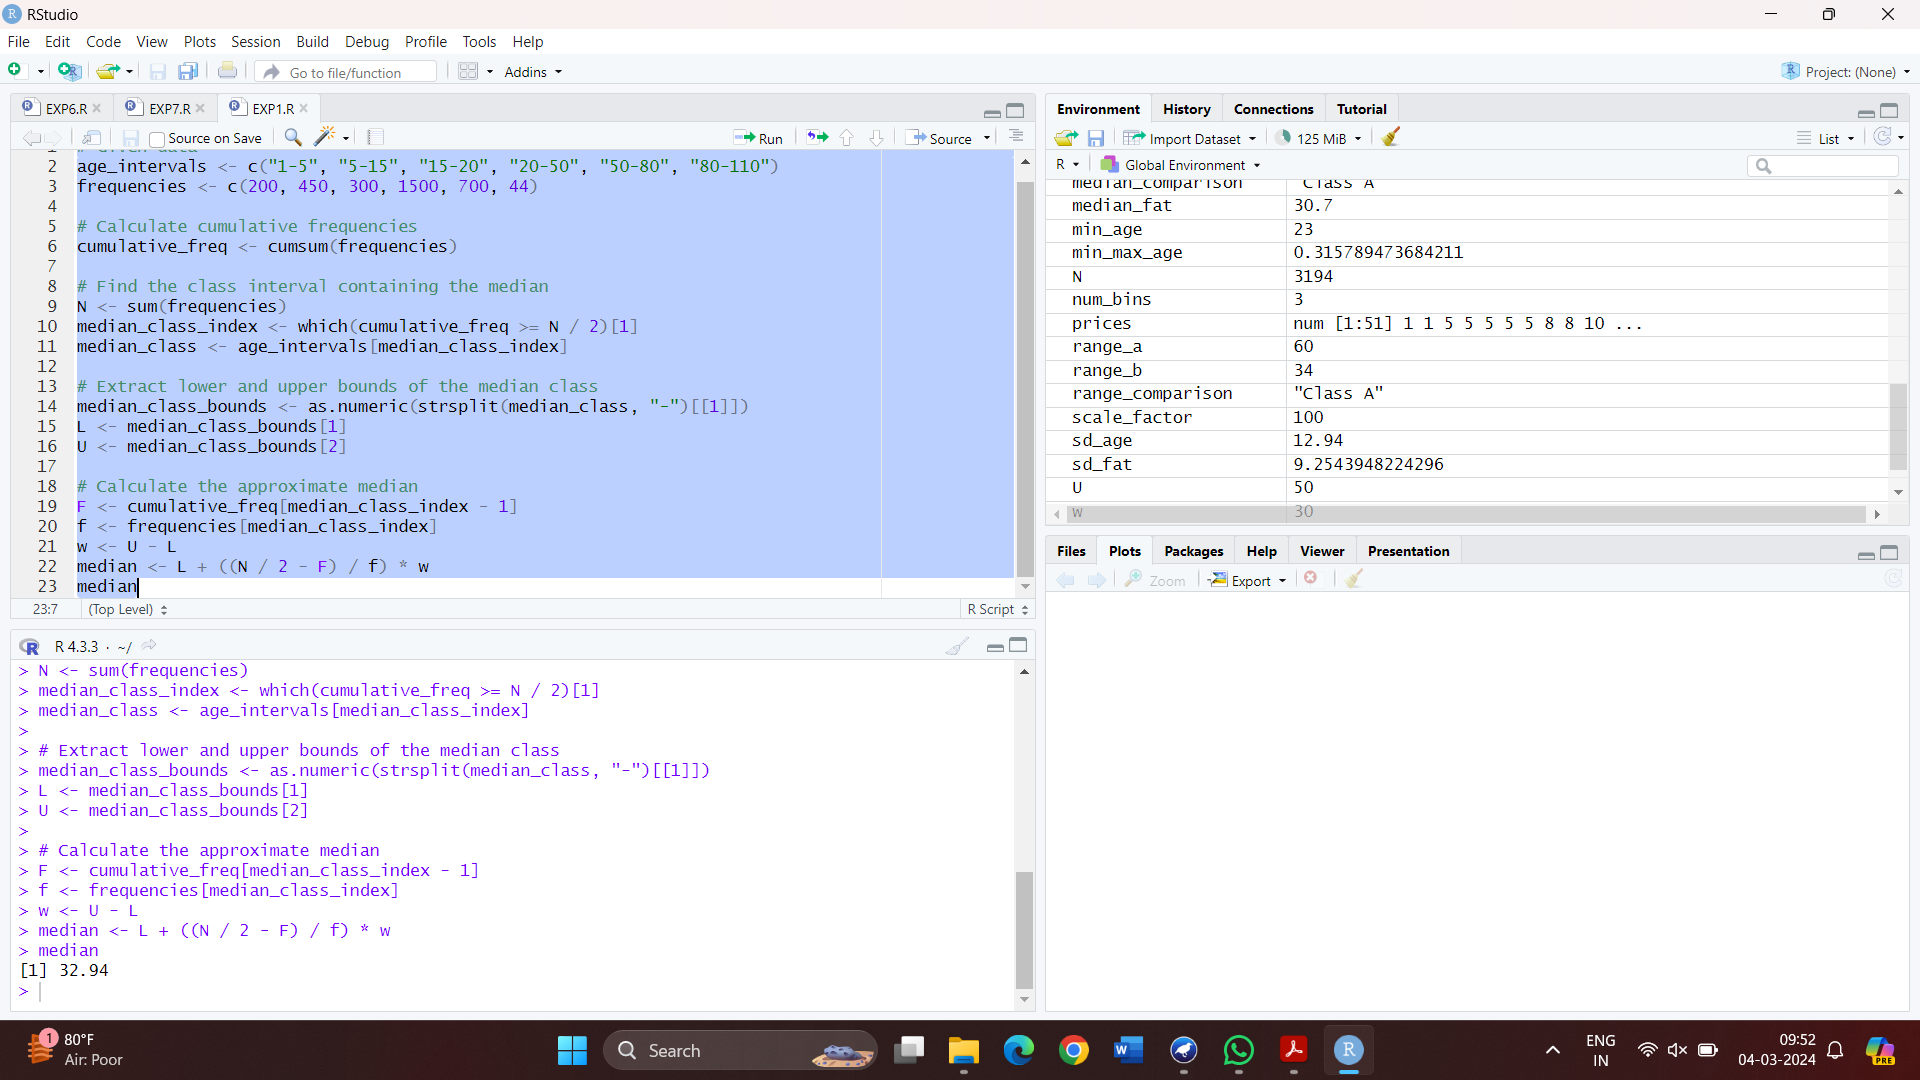 RStudio
File Edit Code View Plots Session Build Debug Profile Tools Help
Go to file/function Addins Project: (None)
EXP6.R EXP7.R EXP1.R
Source on Save Run Source
1 # Given data
2 age_intervals <- c("1-5", "5-15", "15-20", "20-50", "50-80", "80-110")
3 frequencies <- c(200, 450, 300, 1500, 700, 44)
4
5 # Calculate cumulative frequencies
6 cumulative_freq <- cumsum(frequencies)
7
8 # Find the class interval containing the median
9 N <- sum(frequencies)
10 median_class_index <- which(cumulative_freq >= N / 2)[1]
11 median_class <- age_intervals[median_class_index]
12
13 # Extract lower and upper bounds of the median class
14 median_class_bounds <- as.numeric(strsplit(median_class, "-")[[1]])
15 L <- median_class_bounds[1]
16 U <- median_class_bounds[2]
17
18 # Calculate the approximate median
19 F <- cumulative_freq[median_class_index - 1]
20 f <- frequencies[median_class_index]
21 w <- U - L
22 median <- L + ((N / 2 - F) / f) * w
23 median
23:7 (Top Level) R Script
R 4.3.3 · ~/
> N <- sum(frequencies)
> median_class_index <- which(cumulative_freq >= N / 2)[1]
> median_class <- age_intervals[median_class_index]
>
> # Extract lower and upper bounds of the median class
> median_class_bounds <- as.numeric(strsplit(median_class, "-")[[1]])
> L <- median_class_bounds[1]
> U <- median_class_bounds[2]
>
> # Calculate the approximate median
> F <- cumulative_freq[median_class_index - 1]
> f <- frequencies[median_class_index]
> w <- U - L
> median <- L + ((N / 2 - F) / f) * w
> median
[1] 32.94
>
Environment History Connections Tutorial
Import Dataset 125 MiB List
R Global Environment
median_comparison "Class A"
median_fat 30.7
min_age 23
min_max_age 0.315789473684211
N 3194
num_bins 3
prices num [1:51] 1 1 5 5 5 5 5 8 8 10 ...
range_a 60
range_b 34
range_comparison "Class A"
scale_factor 100
sd_age 12.94
sd_fat 9.2543948224296
U 50
w 30
Files Plots Packages Help Viewer Presentation
Zoom Export
1 80°F
Air: Poor
Search
ENG
IN
09:52
04-03-2024
PRE